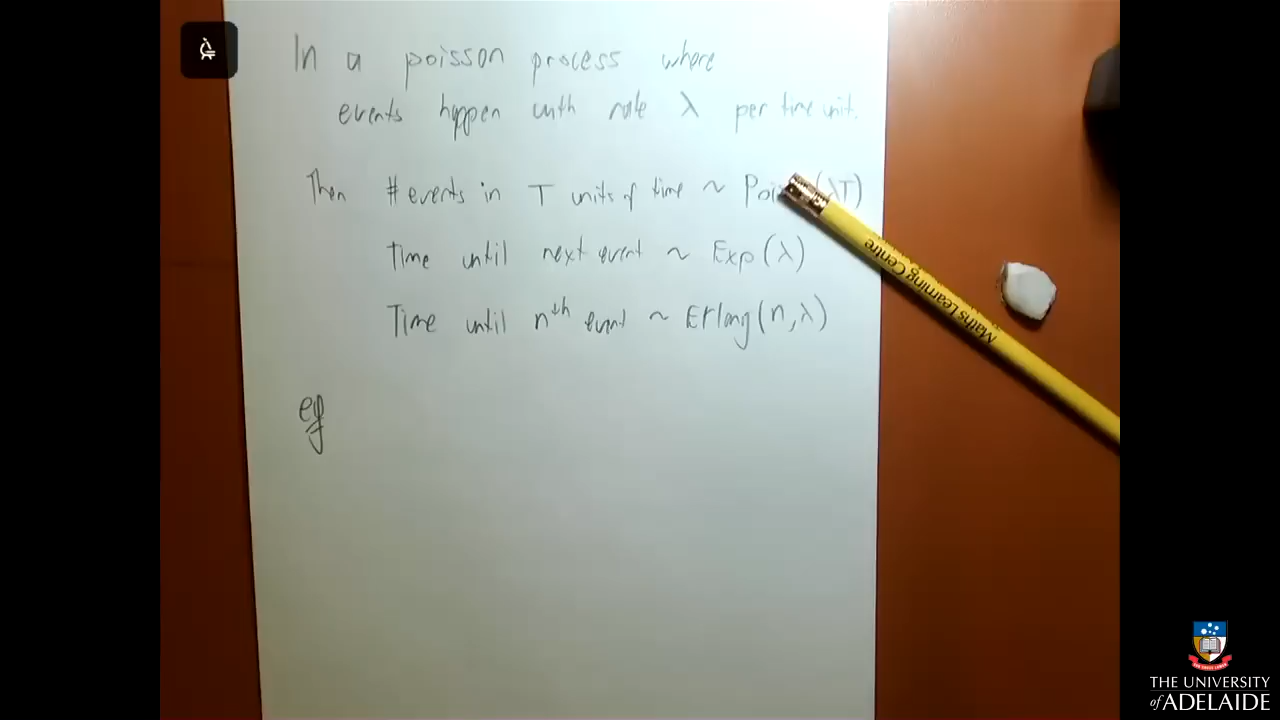 In a poisson process where
events happen with rate λ per time unit.
Then # events in T units of time ~ Poi (λT)
Time until next event ~ Exp(λ)
Time until nth event ~ Erlang(n, λ)
eg
Maths Learning Centre
THE UNIVERSITY
of ADELAIDE